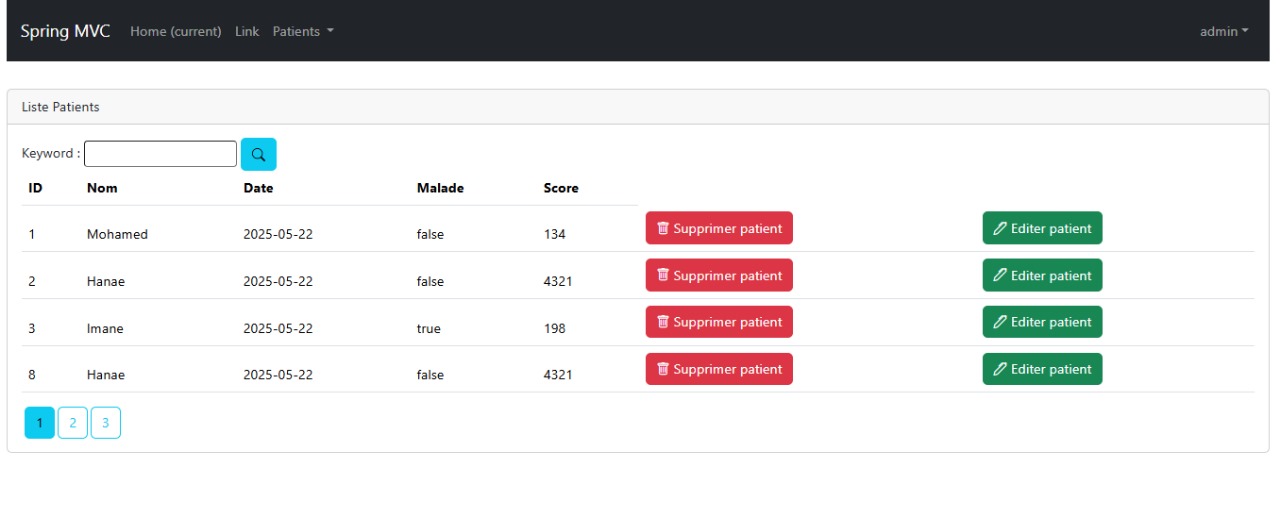 Spring MVC Home (current) Link Patients admin
Liste Patients
Keyword :
ID Nom Date Malade Score
1 Mohamed 2025-05-22 false 134 Supprimer patient Editer patient
2 Hanae 2025-05-22 false 4321 Supprimer patient Editer patient
3 Imane 2025-05-22 true 198 Supprimer patient Editer patient
8 Hanae 2025-05-22 false 4321 Supprimer patient Editer patient
1 2 3